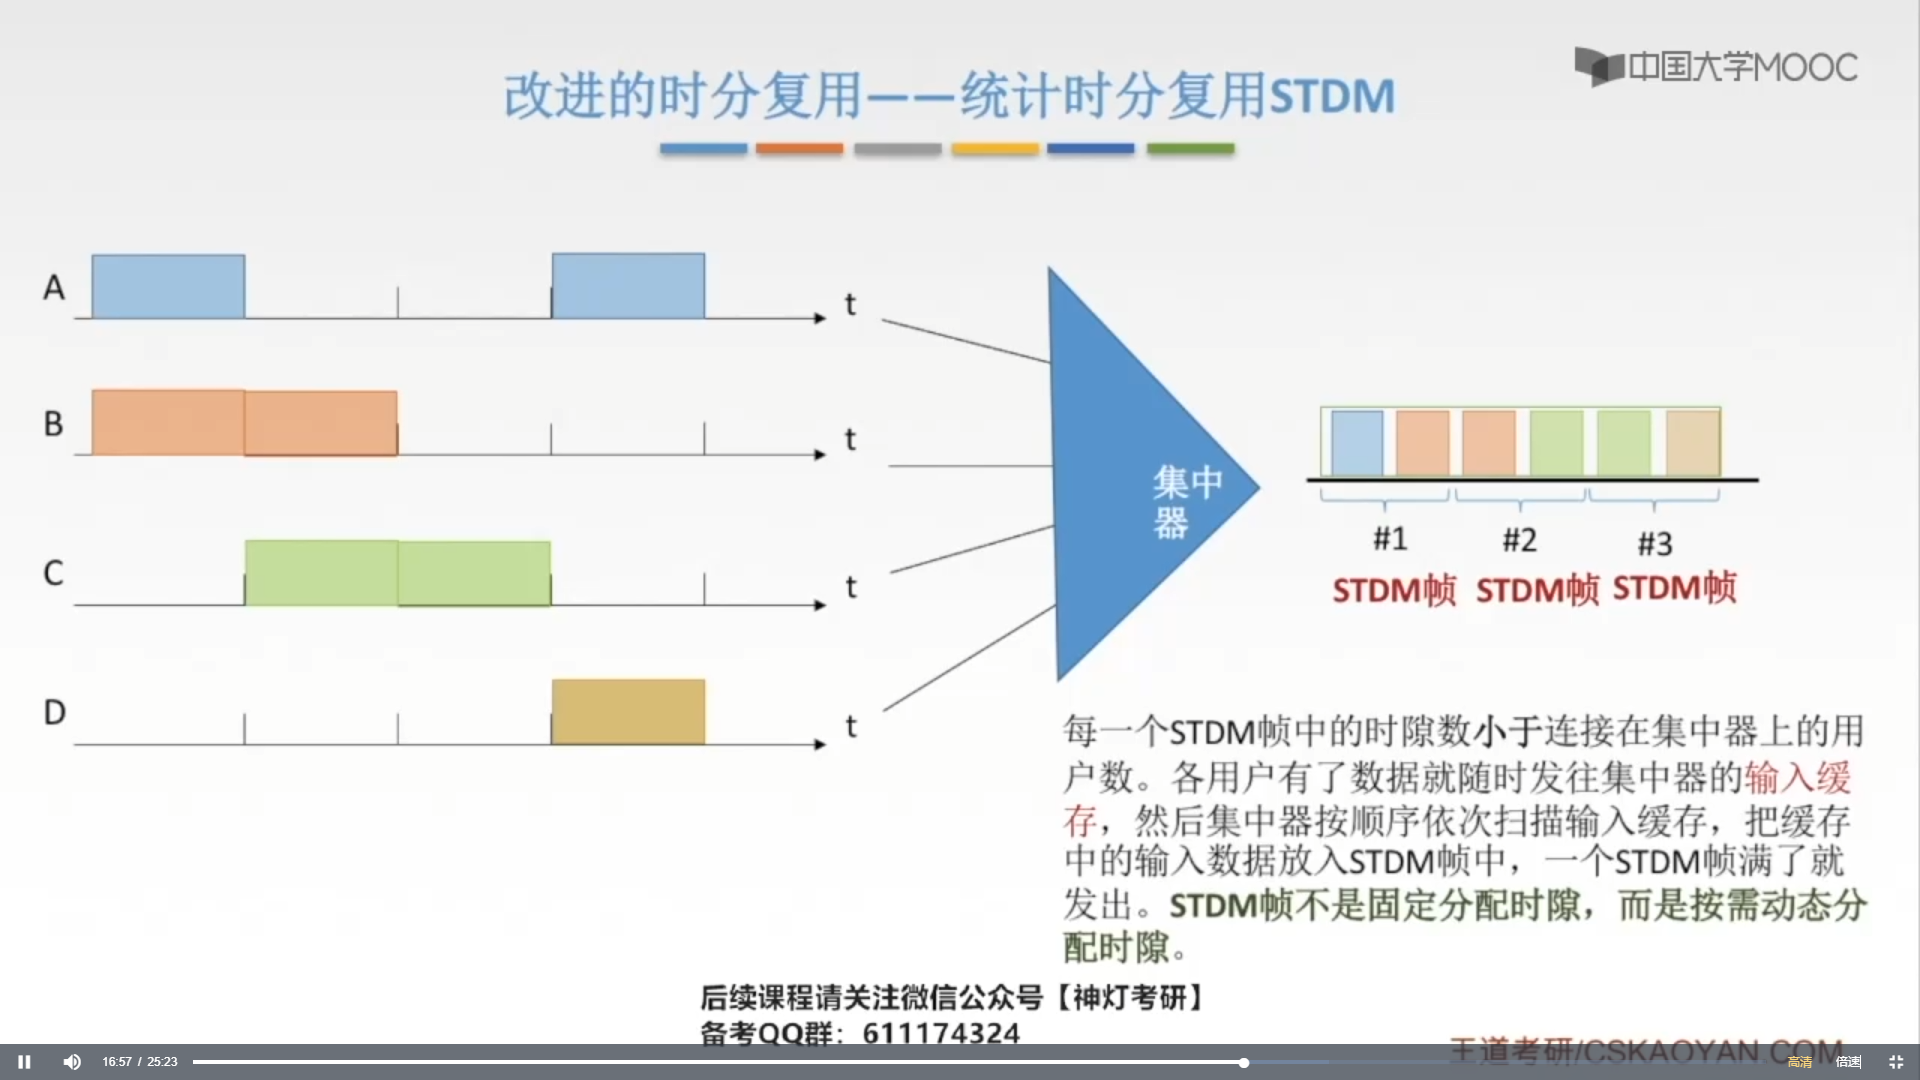 中国大学MOOC
改进的时分复用——统计时分复用STDM
A
t
B
t
C
t
D
t
集中
器
#1
#2
#3
STDM帧 STDM帧 STDM帧
每一个STDM帧中的时隙数小于连接在集中器上的用
户数。各用户有了数据就随时发往集中器的输入缓
存，然后集中器按顺序依次扫描输入缓存，把缓存
中的输入数据放入STDM帧中，一个STDM帧满了就
发出。STDM帧不是固定分配时隙，而是按需动态分
配时隙。
后续课程请关注微信公众号【神灯考研】
备考QQ群：611174324
王道考研/CSKAOYAN.COM
16:57 / 25:23
高清
倍速